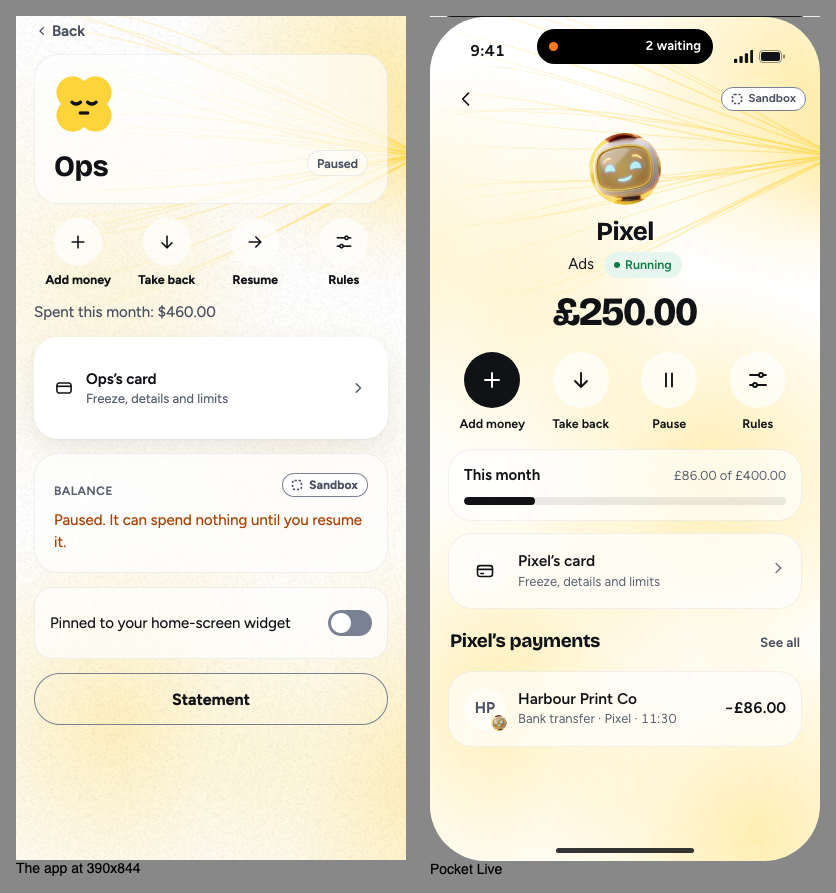 Back
Ops
Paused
Add money
Take back
Resume
Rules
Spent this month: $460.00
Ops's card
Freeze, details and limits
BALANCE
Sandbox
Paused. It can spend nothing until you resume
it.
Pinned to your home-screen widget
Statement
The app at 390x844
9:41
2 waiting
Sandbox
Pixel
Ads
Running
£250.00
Add money
Take back
Pause
Rules
This month
£86.00 of £400.00
Pixel's card
Freeze, details and limits
Pixel's payments
See all
HP
Harbour Print Co
Bank transfer · Pixel · 11:30
-£86.00
Pocket Live